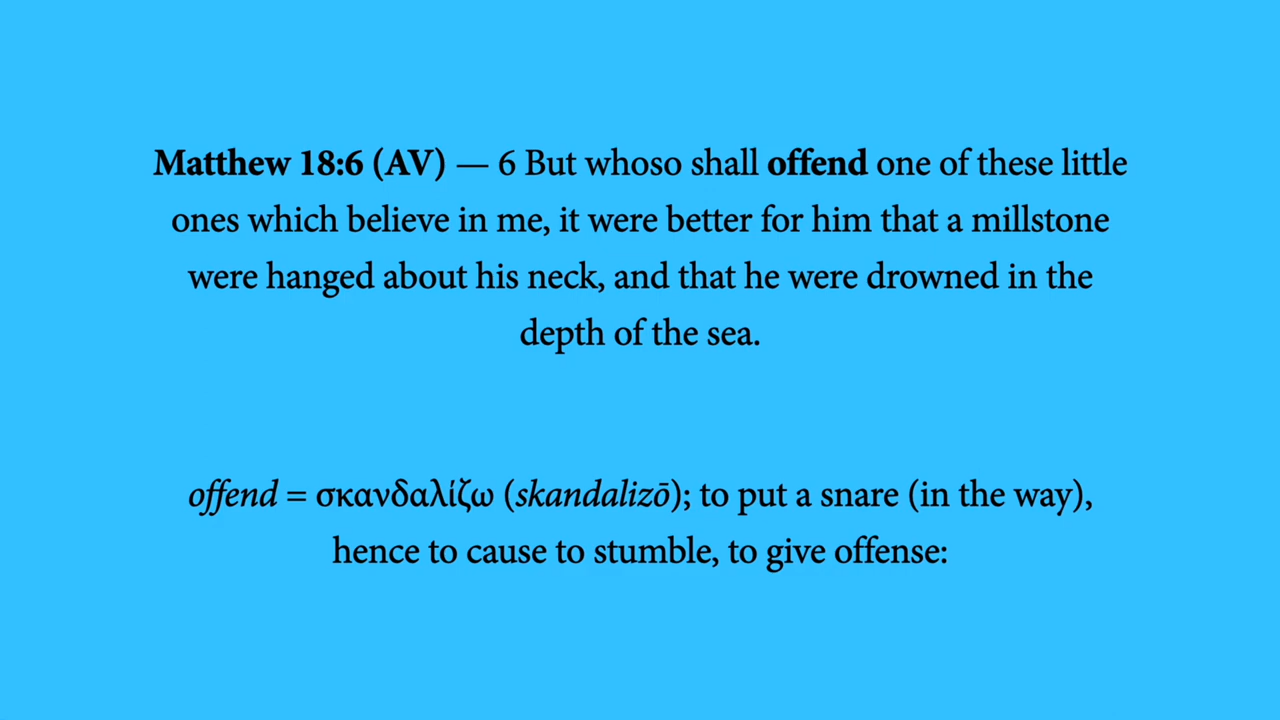 Matthew 18:6 (AV) — 6 But whoso shall offend one of these little
ones which believe in me, it were better for him that a millstone
were hanged about his neck, and that he were drowned in the
depth of the sea.
offend = σκανδαλίζω (skandalizō); to put a snare (in the way),
hence to cause to stumble, to give offense: